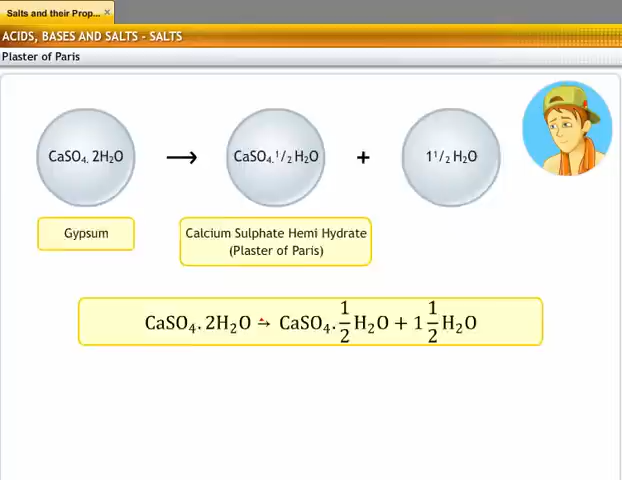 Salts and their Prop... ×
ACIDS, BASES AND SALTS - SALTS
Plaster of Paris
CaSO₄. 2H₂O → CaSO₄.¹/₂ H₂O + 1¹/₂ H₂O
Gypsum
Calcium Sulphate Hemi Hydrate
(Plaster of Paris)
CaSO₄. 2H₂O → CaSO₄. 1/2 H₂O + 1 1/2 H₂O